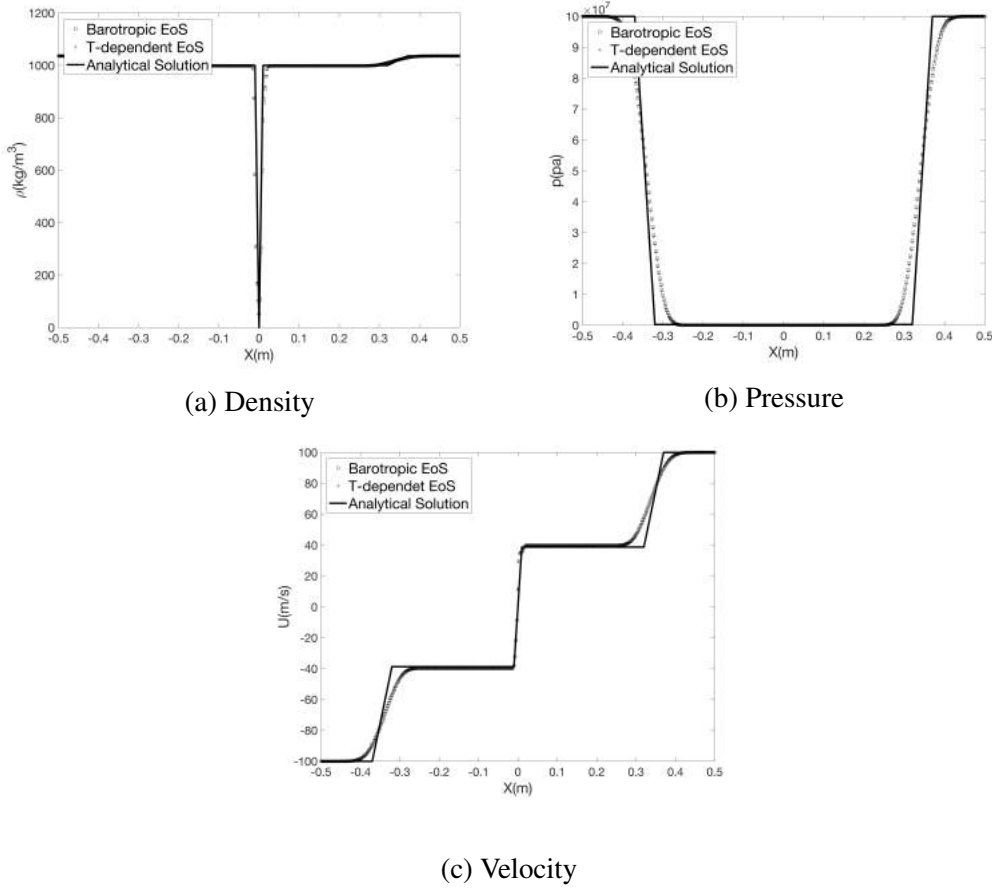 1200
1000
800
600
400
200
0
ρ(kg/m³)
Barotropic EoS
T-dependent EoS
Analytical Solution
-0.5 -0.4 -0.3 -0.2 -0.1 0 0.1 0.2 0.3 0.4 0.5
X(m)
(a) Density
×10⁷
10
9
8
7
6
5
4
3
2
1
0
p(pa)
Barotropic EoS
T-dependent EoS
Analytical Solution
-0.5 -0.4 -0.3 -0.2 -0.1 0 0.1 0.2 0.3 0.4 0.5
X(m)
(b) Pressure
100
80
60
40
20
0
-20
-40
-60
-80
-100
U(m/s)
Barotropic EoS
T-dependet EoS
Analytical Solution
-0.5 -0.4 -0.3 -0.2 -0.1 0 0.1 0.2 0.3 0.4 0.5
X(m)
(c) Velocity